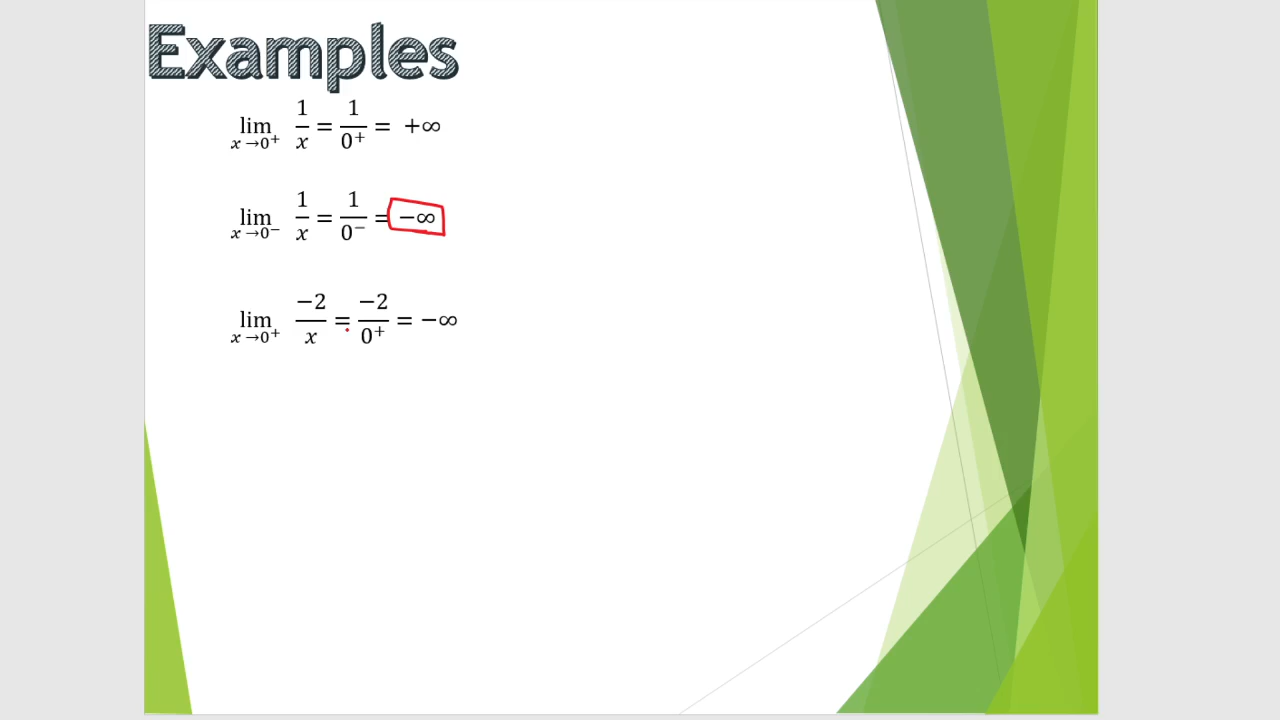 Examples
lim x→0⁺ 1/x = 1/0⁺ = +∞
lim x→0⁻ 1/x = 1/0⁻ = −∞
lim x→0⁺ −2/x = −2/0⁺ = −∞